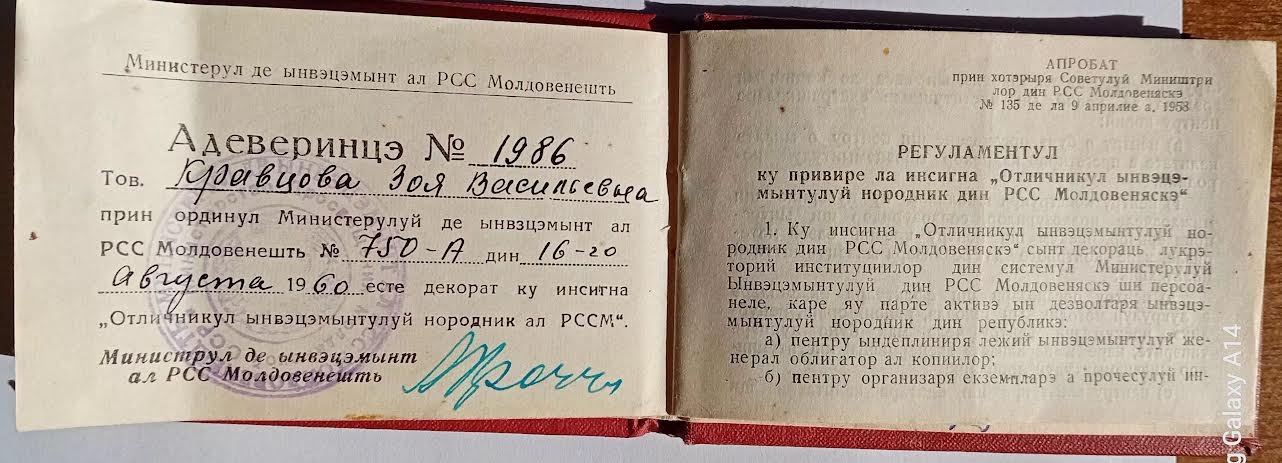 Министерул де ынвэцэмынт ал РСС Молдовенешть
Адеверинцэ № 1986
Тов. Кравцова Зоя Васильевна
прин ординул Министерулуй де ынвэцэмынт ал
РСС Молдовенешть № 750-А дин 16-го
августа 1960 есте декорат ку инсигна
„Отличникул ынвэцэмынтулуй нородник ал РССМ“.
Министрул де ынвэцэмынт
ал РСС Молдовенешть
АПРОБАТ
прин хотэрыря Советулуй Миништри
лор дин РСС Молдовеняскэ
№ 135 де ла 9 априлие а. 1958
РЕГУЛАМЕНТУЛ
ку привире ла инсигна „Отличникул ынвэцэ-
мынтулуй нородник дин РСС Молдовеняскэ“
1. Ку инсигна „Отличникул ынвэцэмынтулуй но-
родник дин РСС Молдовеняскэ“ сынт декораць лукрэ-
торий институциилор дин системул Министерулуй
Ынвэцэмынтулуй дин РСС Молдовеняскэ ши персоа-
неле, каре яу парте активэ ын дезволтаря ынвэцэ-
мынтулуй нородник дин републикэ:
а) пентру ындеплиниря лежий ынвэцэмынтулуй же-
нерал облигатор ал копиилор;
б) пентру организаря екземпларэ а прочесулуй ин-
Galaxy A14